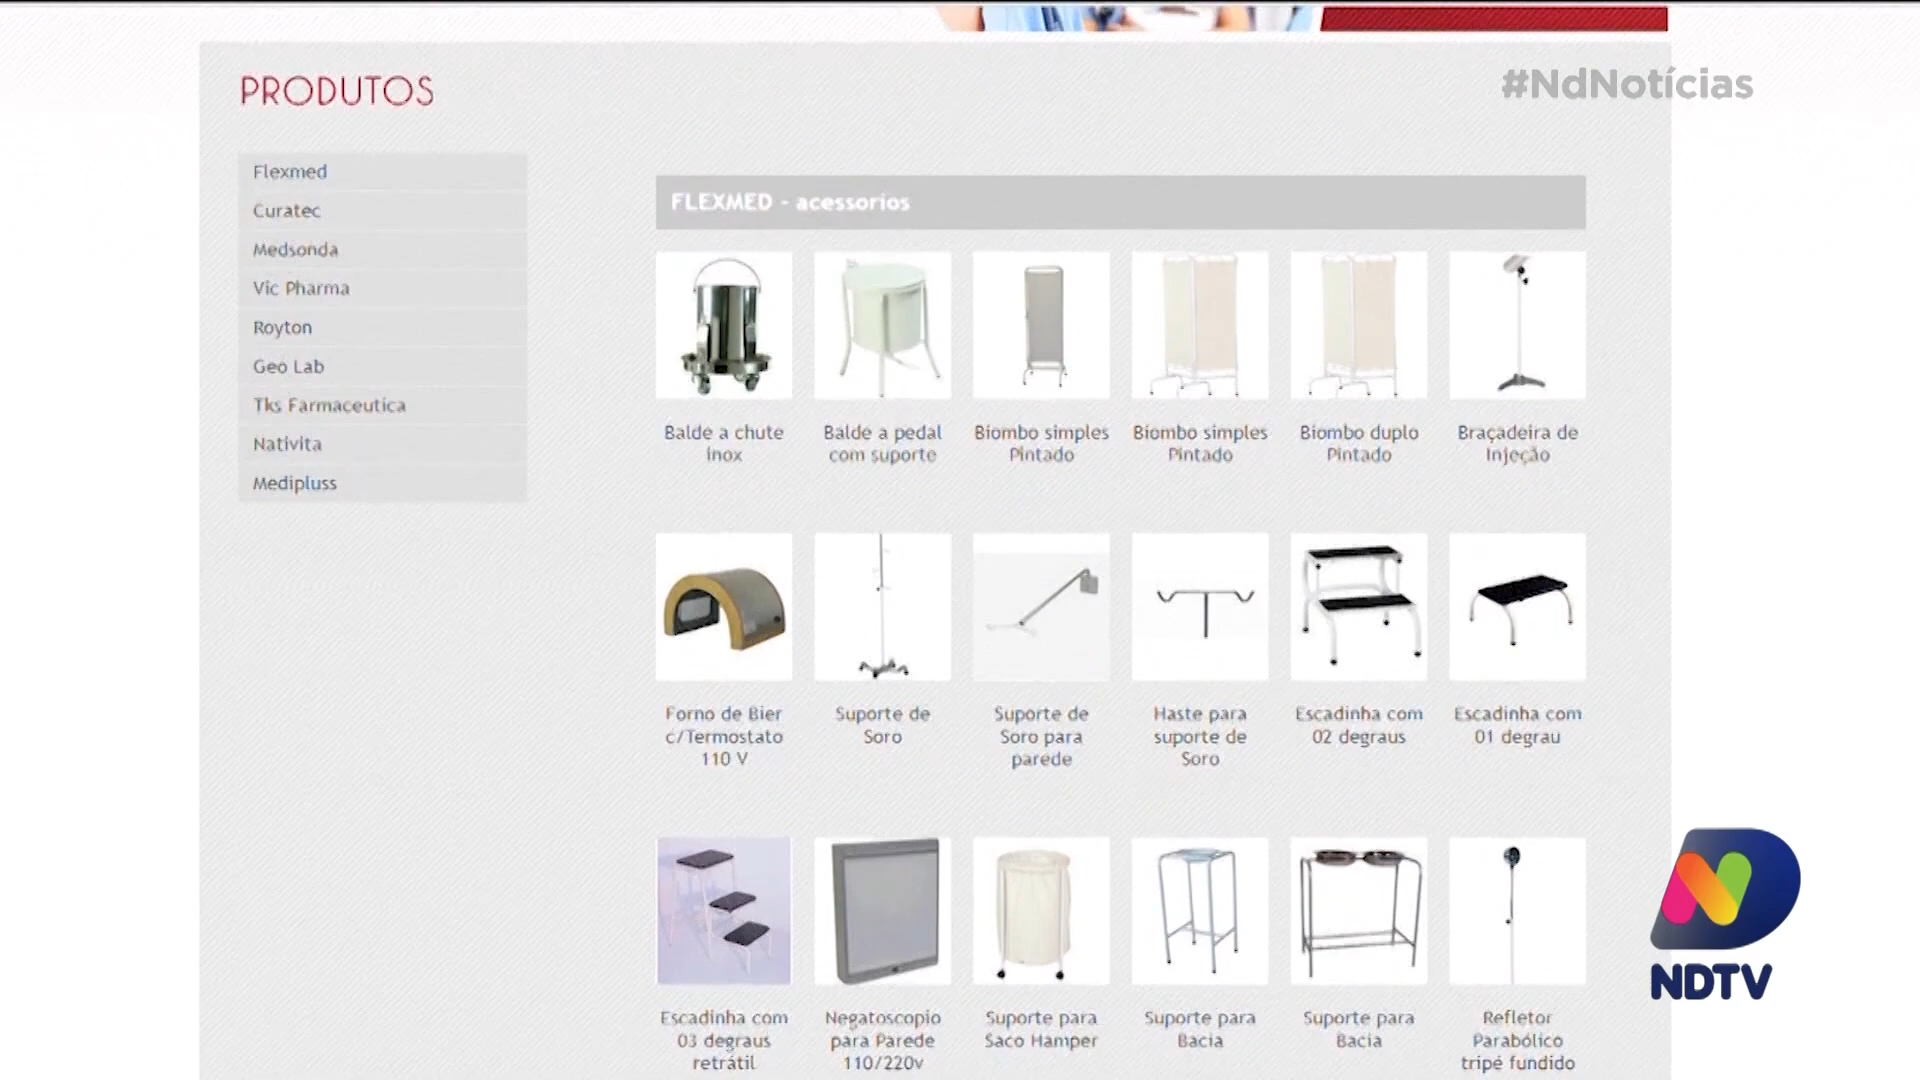 #NdNotícias
PRODUTOS
Flexmed
Curatec
Medsonda
Vic Pharma
Royton
Geo Lab
Tks Farmaceutica
Nativita
Medipluss
FLEXMED - acessorios
Balde a chute
Inox
Balde a pedal
com suporte
Biombo simples
Pintado
Biombo simples
Pintado
Biombo duplo
Pintado
Braçadeira de
Injeção
Forno de Bier
c/Termostato
110 V
Suporte de
Soro
Suporte de
Soro para
parede
Haste para
suporte de
Soro
Escadinha com
02 degraus
Escadinha com
01 degrau
Escadinha com
03 degraus
retrátil
Negatoscopio
para Parede
110/220v
Suporte para
Saco Hamper
Suporte para
Bacia
Suporte para
Bacia
Refletor
Parabólico
tripé fundido
NDTV